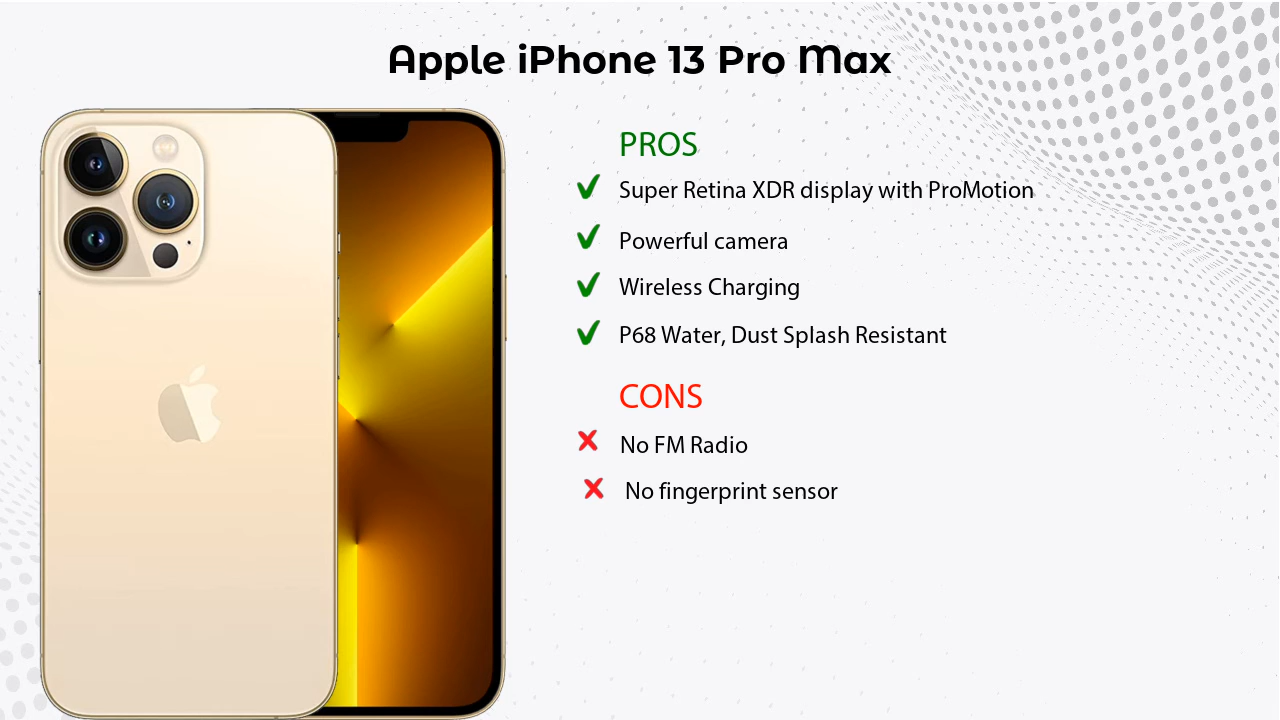 Apple iPhone 13 Pro Max
PROS
Super Retina XDR display with ProMotion
Powerful camera
Wireless Charging
P68 Water, Dust Splash Resistant
CONS
No FM Radio
No fingerprint sensor